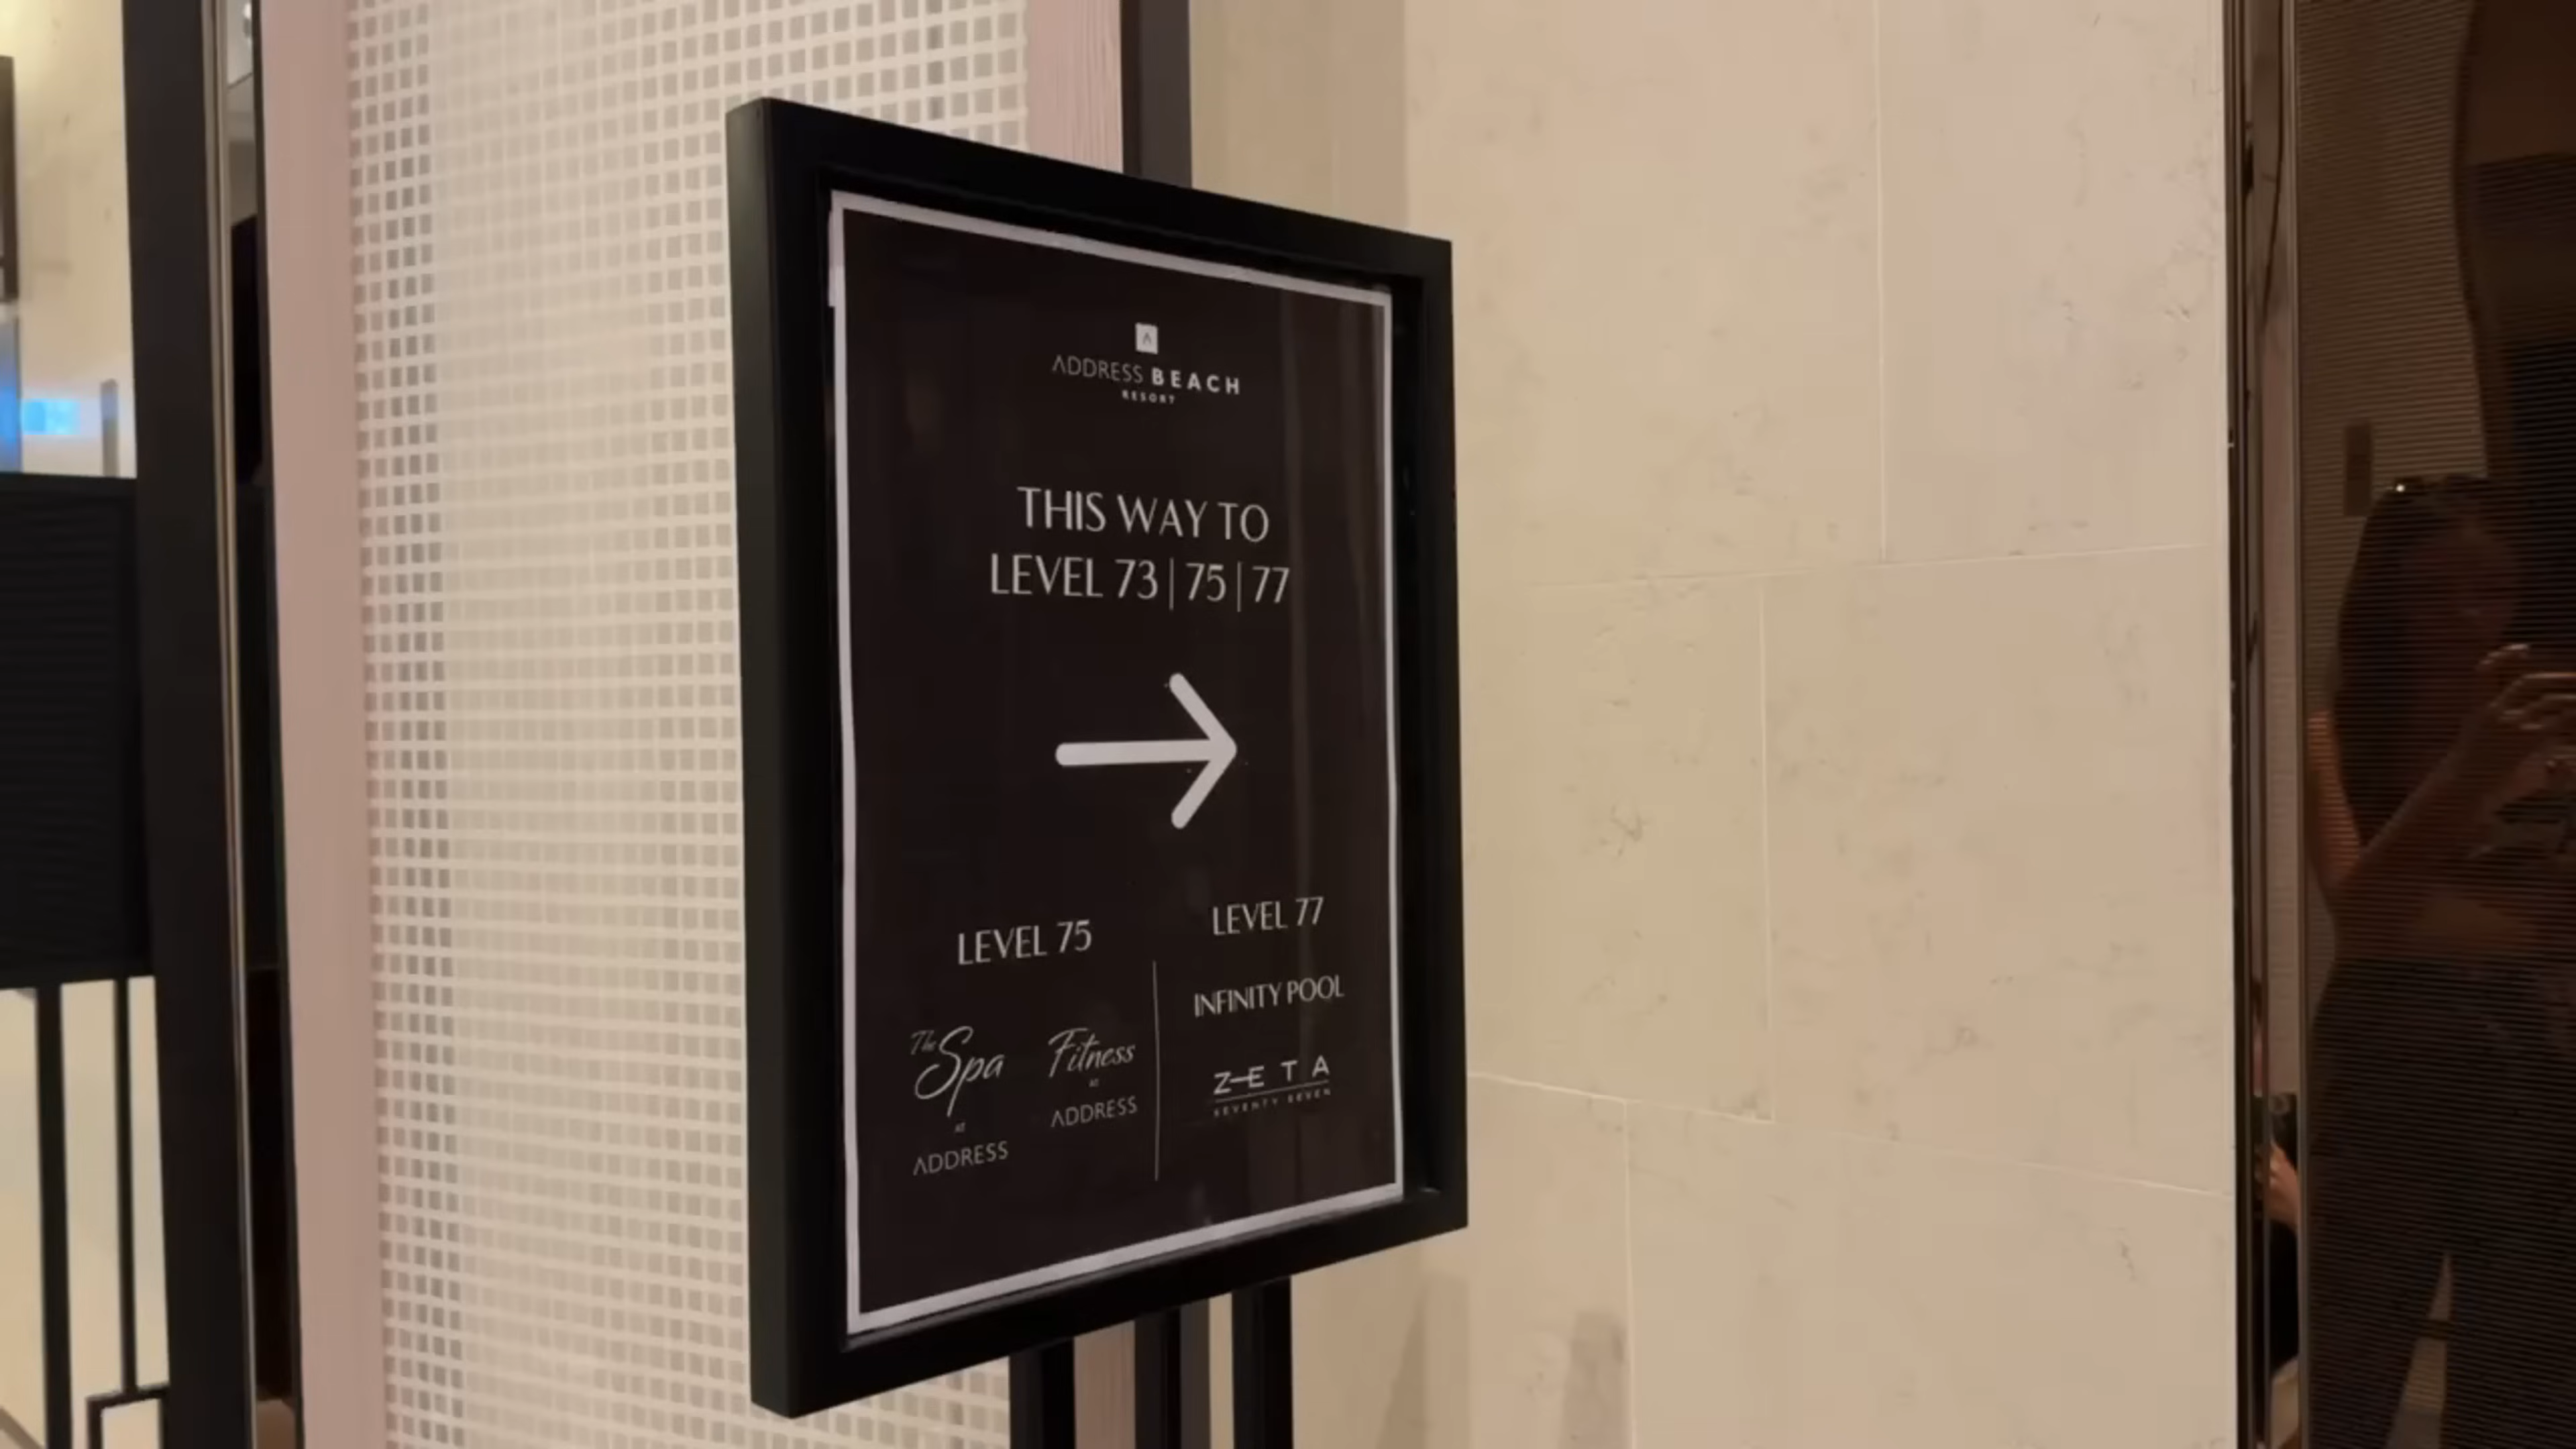 ADDRESS BEACH
RESORT
THIS WAY TO
LEVEL 73 | 75 | 77
LEVEL 75
The Spa
AT
ADDRESS
Fitness
AT
ADDRESS
LEVEL 77
INFINITY POOL
ZETA
SEVENTY SEVEN